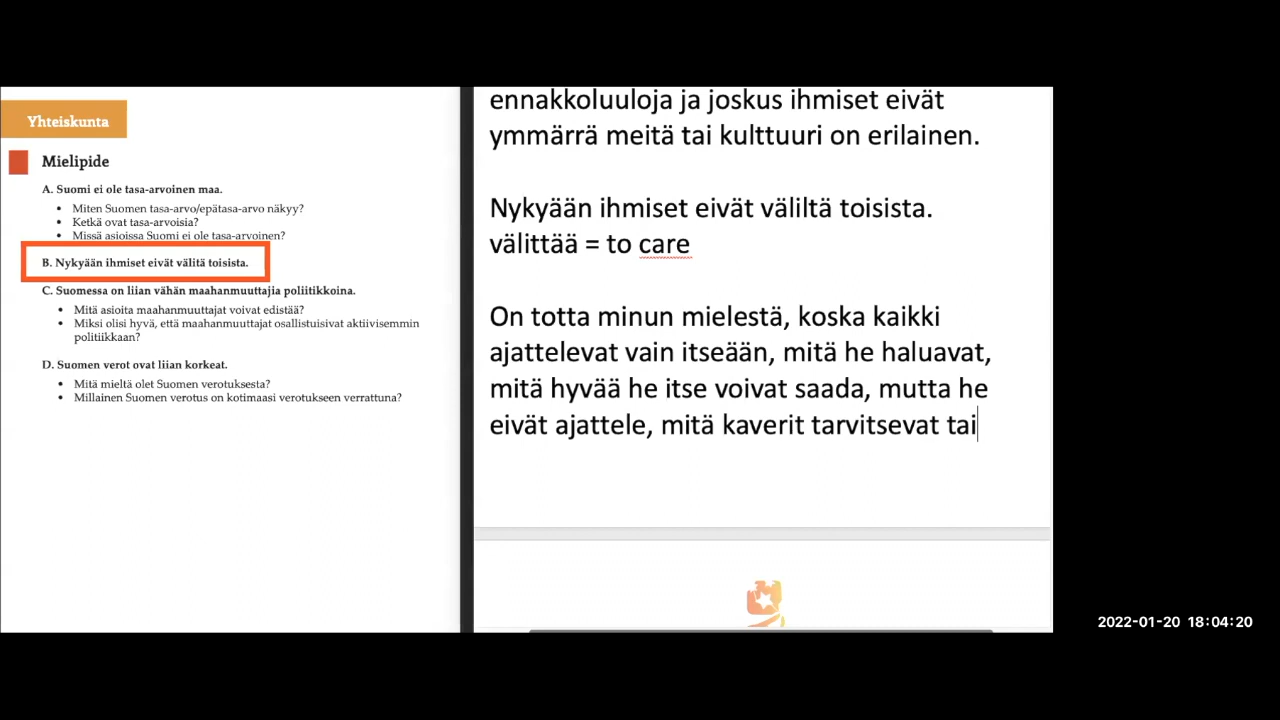 Yhteiskunta
Mielipide
A. Suomi ei ole tasa-arvoinen maa.
• Miten Suomen tasa-arvo/epätasa-arvo näkyy?
• Ketkä ovat tasa-arvoisia?
• Missä asioissa Suomi ei ole tasa-arvoinen?
B. Nykyään ihmiset eivät välitä toisista.
C. Suomessa on liian vähän maahanmuuttajia poliitikkoina.
• Mitä asioita maahanmuuttajat voivat edistää?
• Miksi olisi hyvä, että maahanmuuttajat osallistuisivat aktiivisemmin
politiikkaan?
D. Suomen verot ovat liian korkeat.
• Mitä mieltä olet Suomen verotuksesta?
• Millainen Suomen verotus on kotimaasi verotukseen verrattuna?
ennakkoluuloja ja joskus ihmiset eivät
ymmärrä meitä tai kulttuuri on erilainen.
Nykyään ihmiset eivät väliltä toisista.
välittää = to care
On totta minun mielestä, koska kaikki
ajattelevat vain itseään, mitä he haluavat,
mitä hyvää he itse voivat saada, mutta he
eivät ajattele, mitä kaverit tarvitsevat tai
2022-01-20 18:04:20